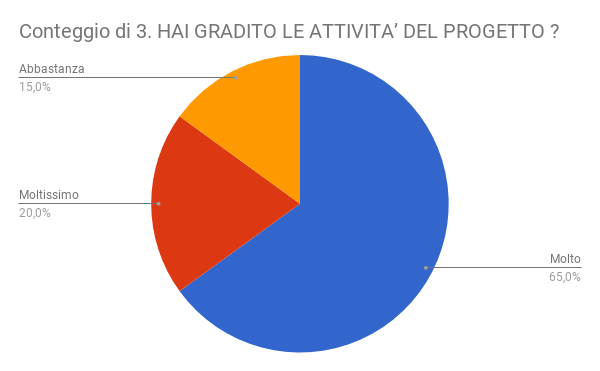 Conteggio di 3. HAI GRADITO LE ATTIVITA’ DEL PROGETTO ?
Abbastanza
15,0%
Moltissimo
20,0%
Molto
65,0%